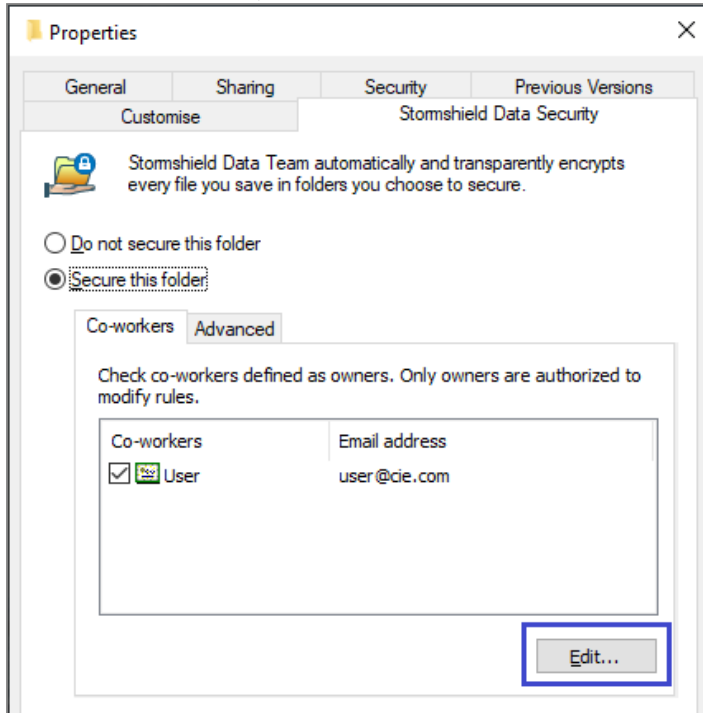 Properties
General Sharing Security Previous Versions
Customise Stormshield Data Security
Stormshield Data Team automatically and transparently encrypts
every file you save in folders you choose to secure.
Do not secure this folder
Secure this folder
Co-workers Advanced
Check co-workers defined as owners. Only owners are authorized to
modify rules.
Co-workers Email address
User user@cie.com
Edit...